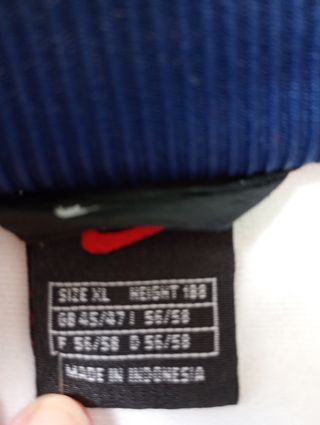 SIZE XL HEIGHT 188
GB 45/47 I 56/58
F 56/58 D 56/58
MADE IN INDONESIA